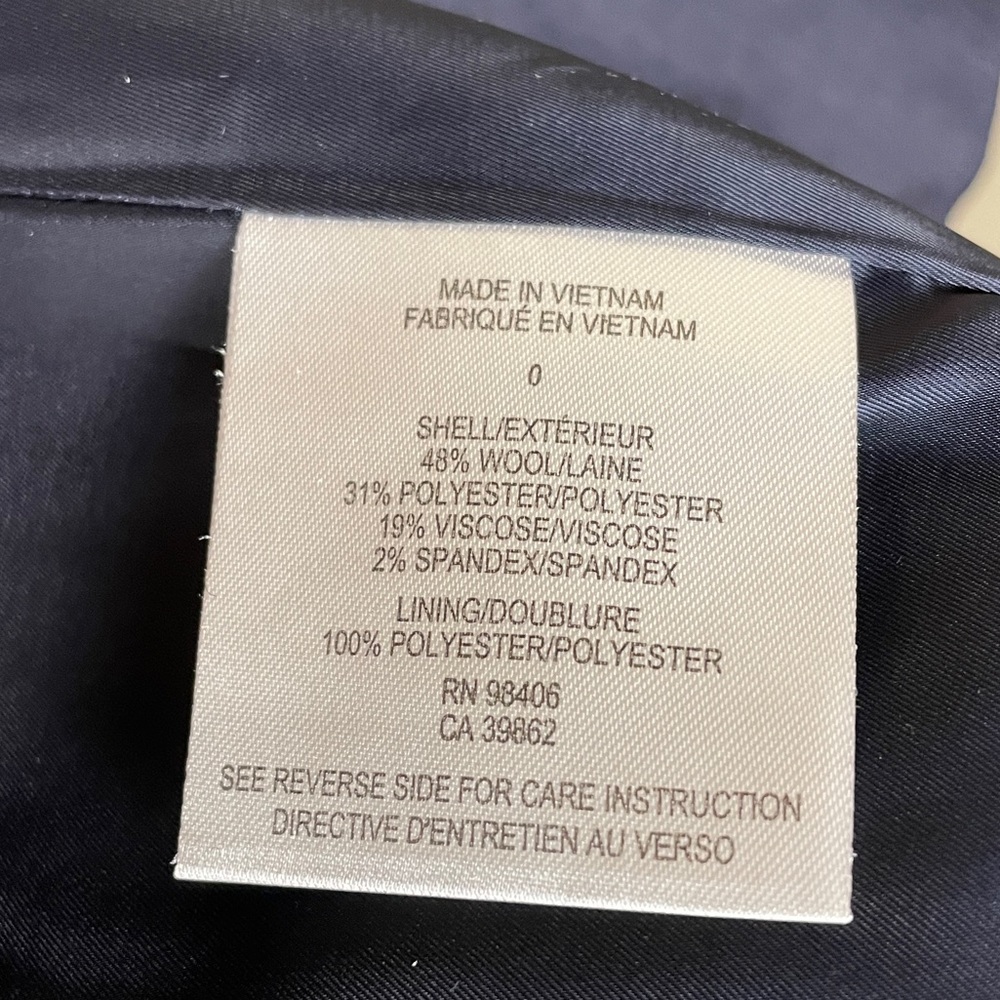 MADE IN VIETNAM
FABRIQUÉ EN VIETNAM
0
SHELL/EXTÉRIEUR
48% WOOL/LAINE
31% POLYESTER/POLYESTER
19% VISCOSE/VISCOSE
2% SPANDEX/SPANDEX
LINING/DOUBLURE
100% POLYESTER/POLYESTER
RN 98406
CA 39862
SEE REVERSE SIDE FOR CARE INSTRUCTION
DIRECTIVE D'ENTRETIEN AU VERSO